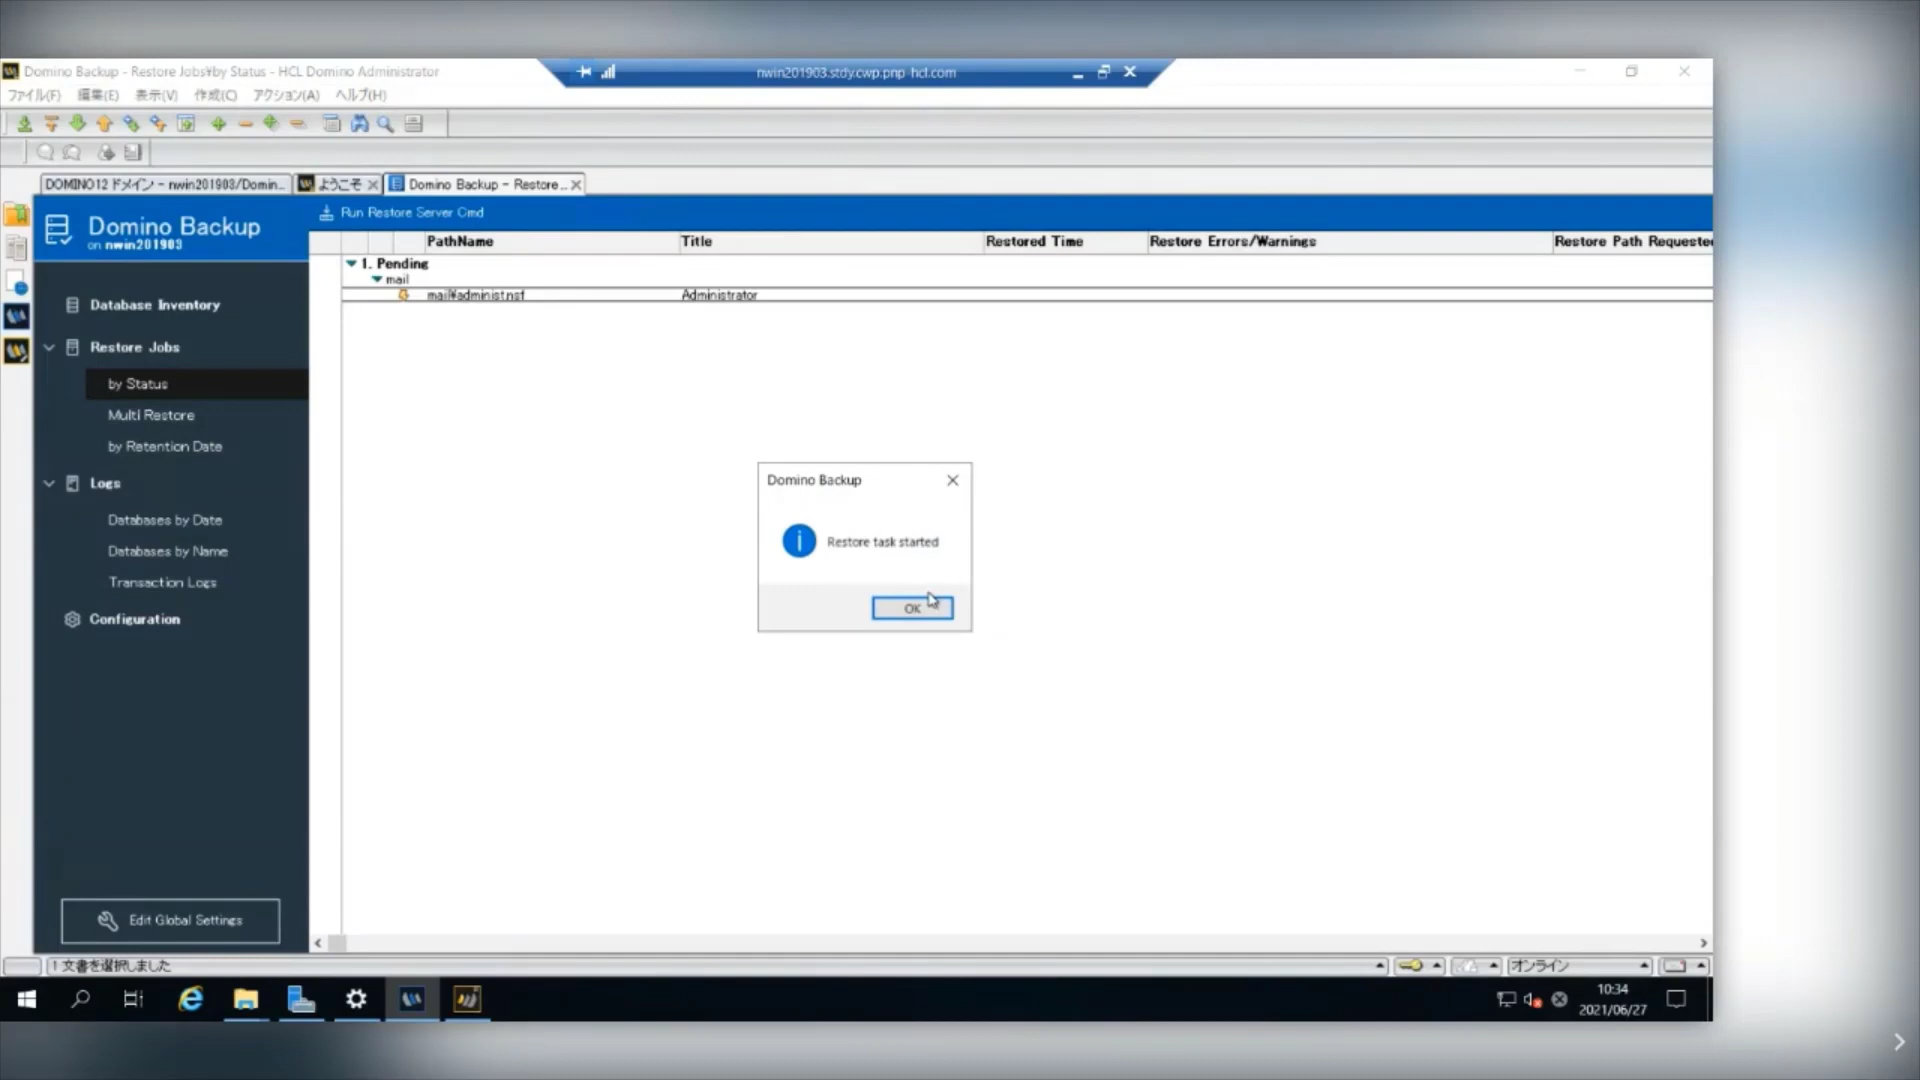 Domino Backup - Restore Jobs¥by Status - HCL Domino Administrator
nwin201903.stdy.cwp.pnp-hcl.com
ファイル(F) 編集(E) 表示(V) 作成(C) アクション(A) ヘルプ(H)
DOMINO12 ドメイン - nwin201903/Domin...
ようこそ
Domino Backup - Restore...
Domino Backup
on nwin201903
Run Restore Server Cmd
PathName Title Restored Time Restore Errors/Warnings Restore Path Requeste
1. Pending
mail
mail¥administ.nsf Administrator
Database Inventory
Restore Jobs
by Status
Multi Restore
by Retention Date
Logs
Databases by Date
Databases by Name
Transaction Logs
Configuration
Edit Global Settings
Domino Backup
Restore task started
OK
1 文書を選択しました
オンライン
10:34
2021/06/27